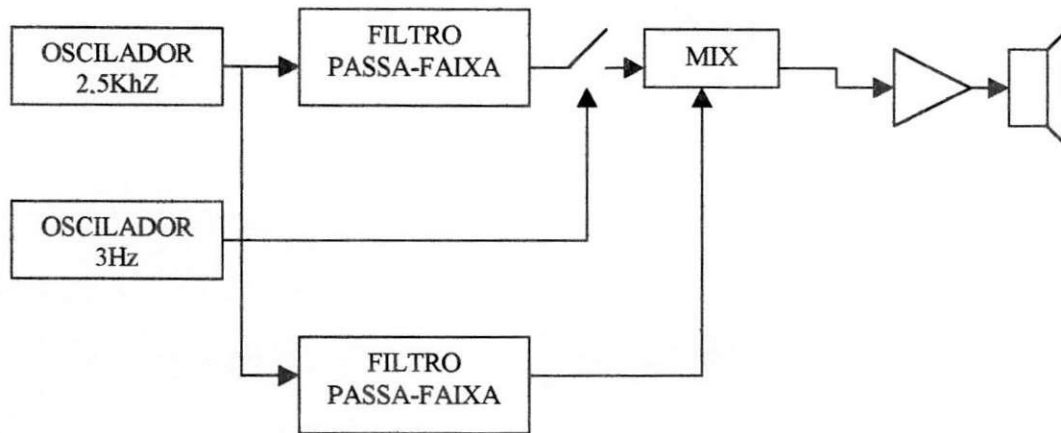 OSCILADOR
2.5KhZ
FILTRO
PASSA-FAIXA
MIX
OSCILADOR
3Hz
FILTRO
PASSA-FAIXA